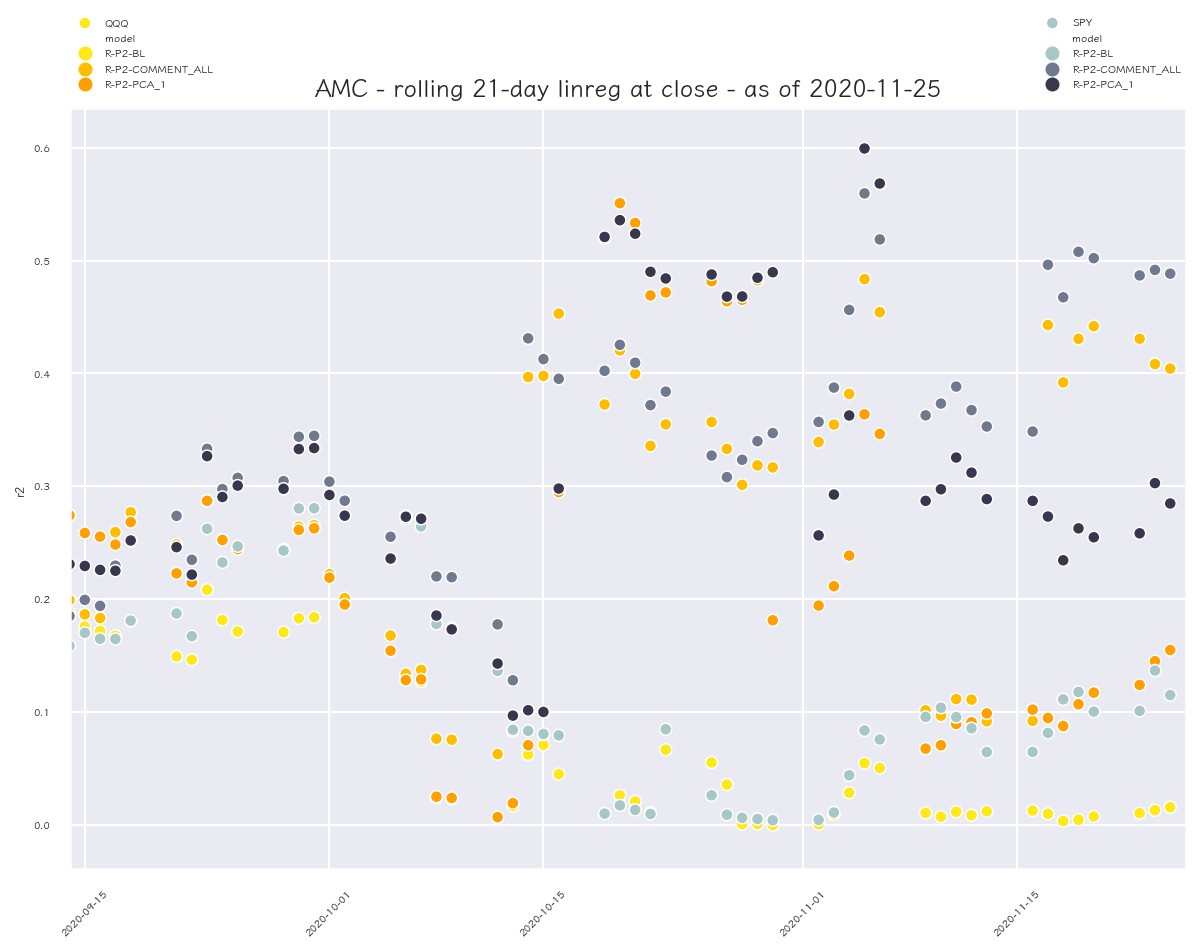 QQQ
model
R-P2-BL
R-P2-COMMENT_ALL
R-P2-PCA_1
SPY
model
R-P2-BL
R-P2-COMMENT_ALL
R-P2-PCA_1
AMC - rolling 21-day linreg at close - as of 2020-11-25
0.6
0.5
0.4
0.3
0.2
0.1
0.0
r2
2020-09-15
2020-10-01
2020-10-15
2020-11-01
2020-11-15